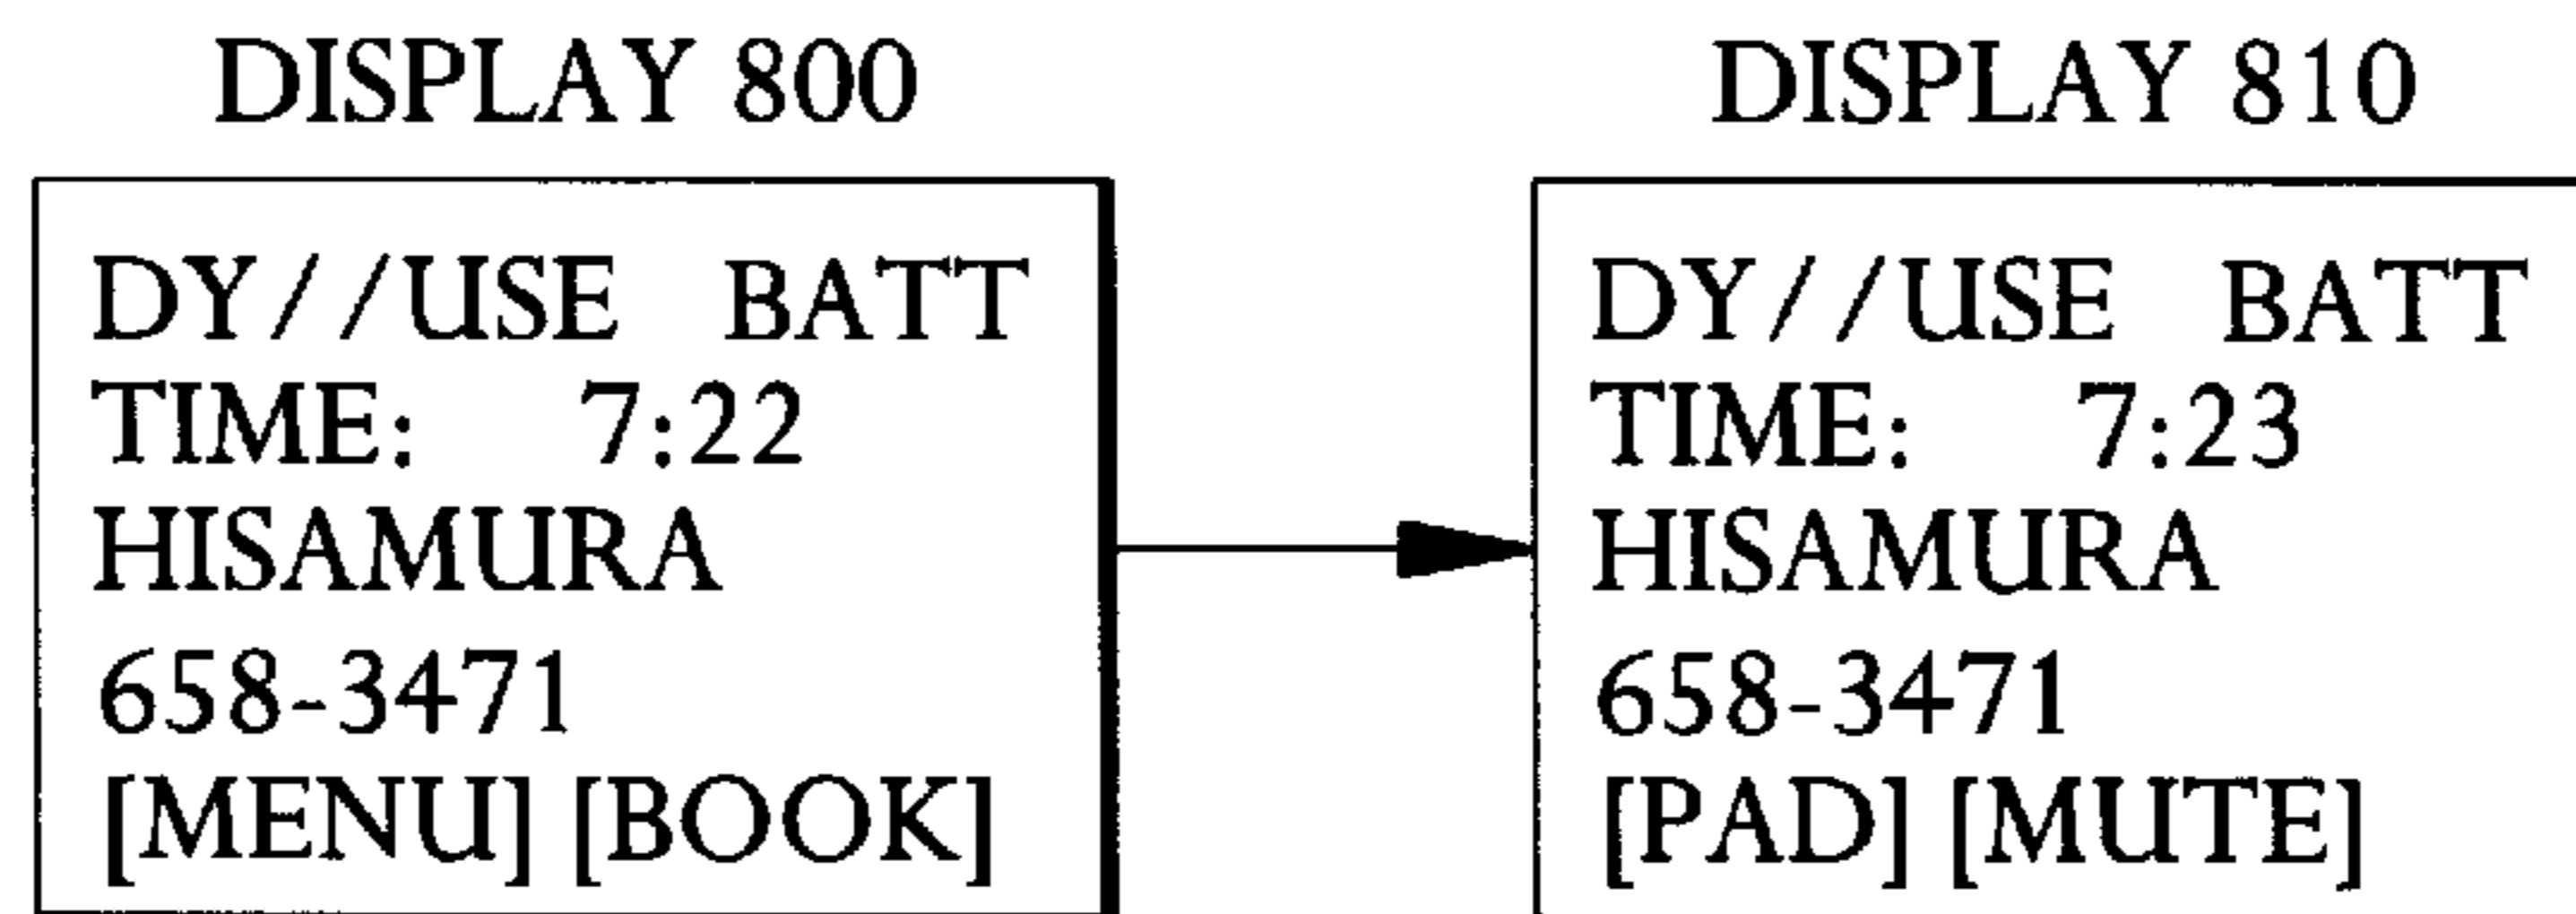 DISPLAY 800
DY//USE BATT
TIME: 7:22
HISAMURA
658-3471
[MENU] [BOOK]
DISPLAY 810
DY//USE BATT
TIME: 7:23
HISAMURA
658-3471
[PAD] [MUTE]